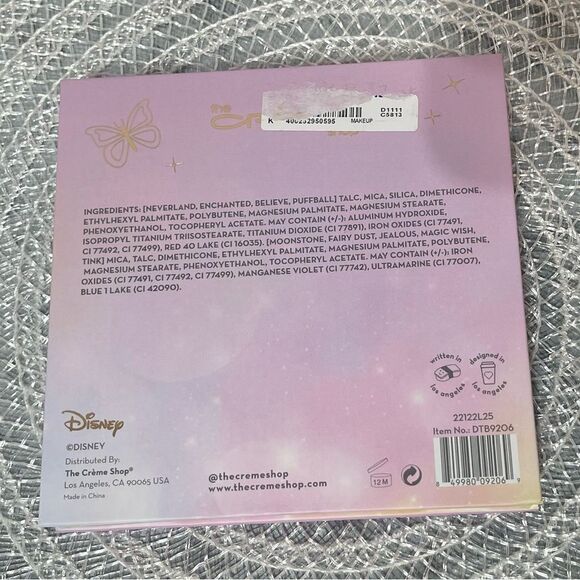 the
D1111
C5813
K 400232950595 MAKEUP
INGREDIENTS: [NEVERLAND, ENCHANTED, BELIEVE, PUFFBALL] TALC, MICA, SILICA, DIMETHICONE,
ETHYLHEXYL PALMITATE, POLYBUTENE, MAGNESIUM PALMITATE, MAGNESIUM STEARATE,
PHENOXYETHANOL, TOCOPHERYL ACETATE. MAY CONTAIN (+/-): ALUMINUM HYDROXIDE,
ISOPROPYL TITANIUM TRIISOSTEARATE, TITANIUM DIOXIDE (CI 77891), IRON OXIDES (CI 77491,
CI 77492, CI 77499), RED 40 LAKE (CI 16035). [MOONSTONE, FAIRY DUST, JEALOUS, MAGIC WISH,
TINK] MICA, TALC, DIMETHICONE, ETHYLHEXYL PALMITATE, MAGNESIUM PALMITATE, POLYBUTENE,
MAGNESIUM STEARATE, PHENOXYETHANOL, TOCOPHERYL ACETATE. MAY CONTAIN (+/-): IRON
OXIDES (CI 77491, CI 77492, CI 77499), MANGANESE VIOLET (CI 77742), ULTRAMARINE (CI 77007),
BLUE 1 LAKE (CI 42090).
written in
los angeles
designed in
los angeles
22122L25
Item No.: DTB9206
8 49980 09206 9
Disney
©DISNEY
Distributed By:
The Crème Shop®
Los Angeles, CA 90065 USA
Made in China
@thecremeshop
www.thecremeshop.com
12 M